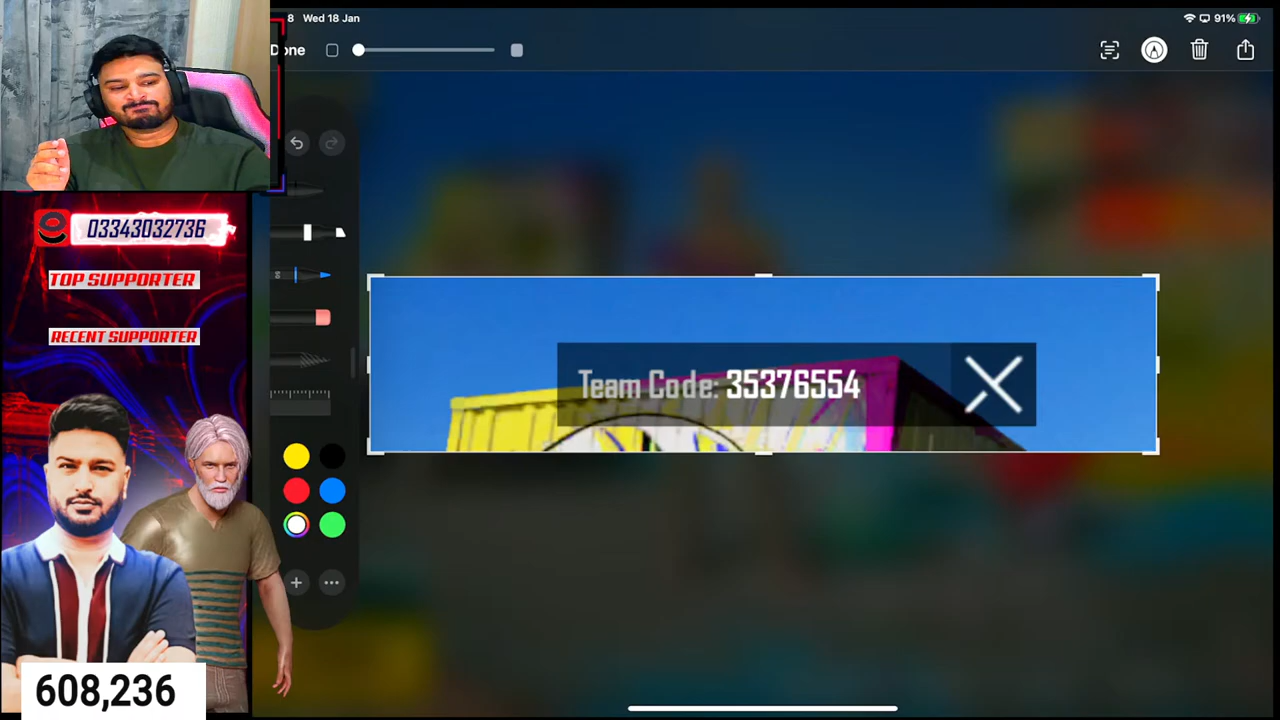 8 Wed 18 Jan
91%
Done
03343032736
TOP SUPPORTER
RECENT SUPPORTER
Team Code: 35376554
608,236